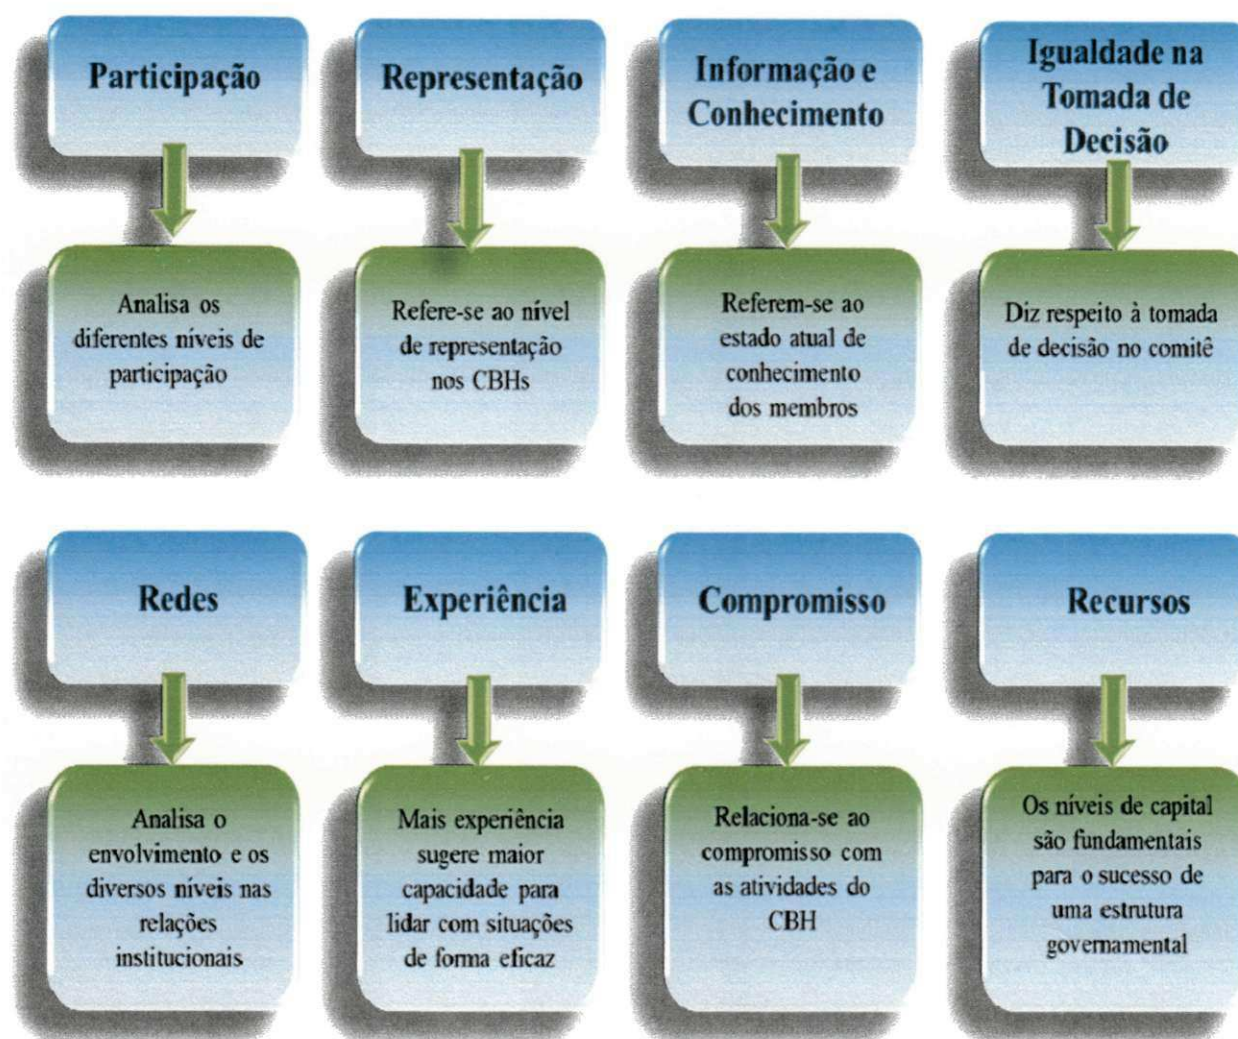 Participação
Representação
Informação e
Conhecimento
Igualdade na
Tomada de
Decisão
Analisa os
diferentes níveis de
participação
Refere-se ao nível
de representação
nos CBHs
Referem-se ao
estado atual de
conhecimento
dos membros
Diz respeito à tomada
de decisão no comitê
Redes
Experiência
Compromisso
Recursos
Analisa o
envolvimento e os
diversos níveis nas
relações
institucionais
Mais experiência
sugere maior
capacidade para
lidar com situações
de forma eficaz
Relaciona-se ao
compromisso com
as atividades do
CBH
Os níveis de capital
são fundamentais
para o sucesso de
uma estrutura
governamental